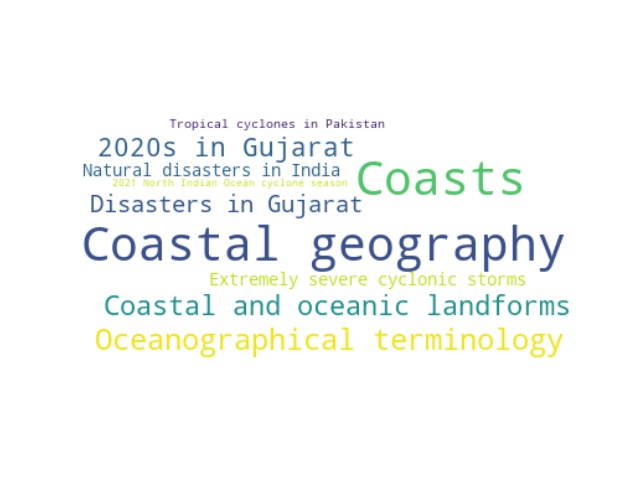 Tropical cyclones in Pakistan
2020s in Gujarat
Natural disasters in India
Coasts
2021 North Indian Ocean cyclone season
Disasters in Gujarat
Coastal geography
Extremely severe cyclonic storms
Coastal and oceanic landforms
Oceanographical terminology